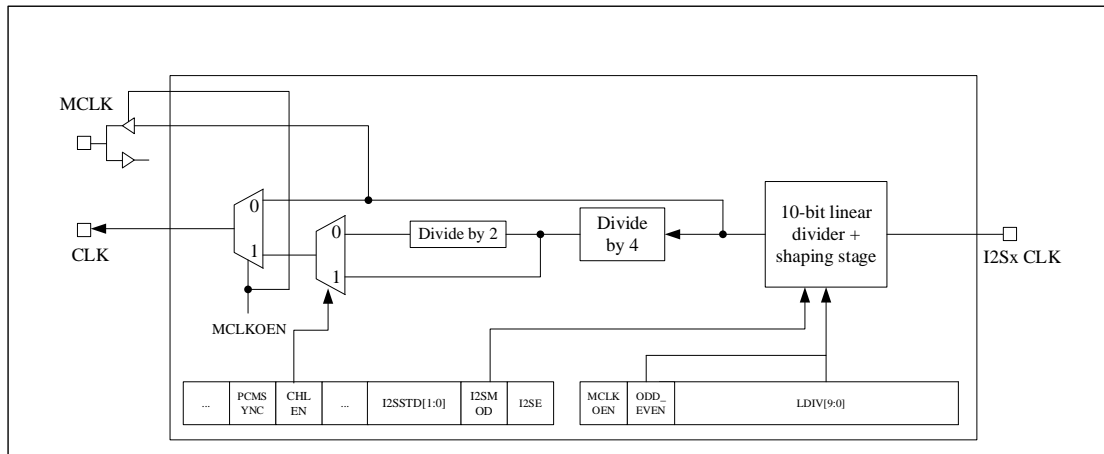 MCLK
CLK
0
1
0
1
Divide by 2
Divide
by 4
10-bit linear
divider +
shaping stage
I2Sx CLK
MCLKOEN
...
PCMS
YNC
CHL
EN
...
I2SSTD[1:0]
I2SM
OD
I2SE
MCLK
OEN
ODD_
EVEN
LDIV[9:0]